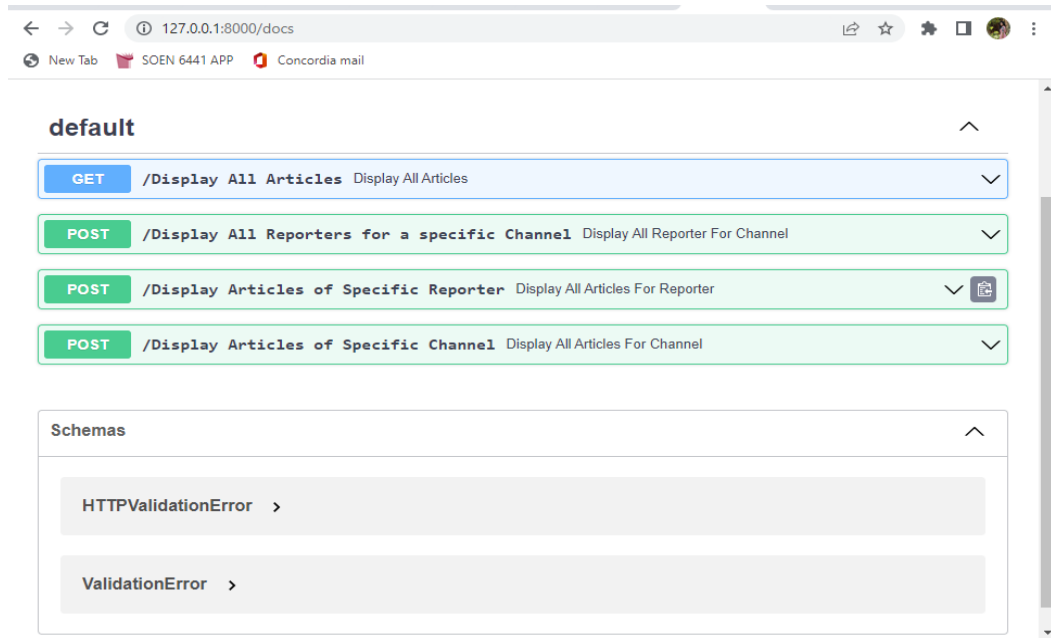 127.0.0.1:8000/docs
New Tab SOEN 6441 APP Concordia mail
default
GET /Display All Articles Display All Articles
POST /Display All Reporters for a specific Channel Display All Reporter For Channel
POST /Display Articles of Specific Reporter Display All Articles For Reporter
POST /Display Articles of Specific Channel Display All Articles For Channel
Schemas
HTTPValidationError
ValidationError